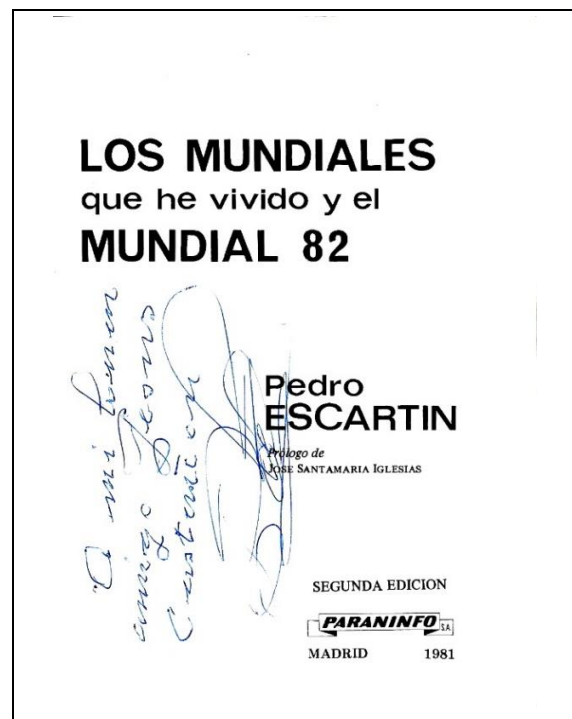 LOS MUNDIALES
que he vivido y el
MUNDIAL 82
A mi buen
amigo Jesus
Pedro
ESCARTIN
Prólogo de
JOSE SANTAMARIA IGLESIAS
SEGUNDA EDICION
PARANINFO S.A.
MADRID 1981